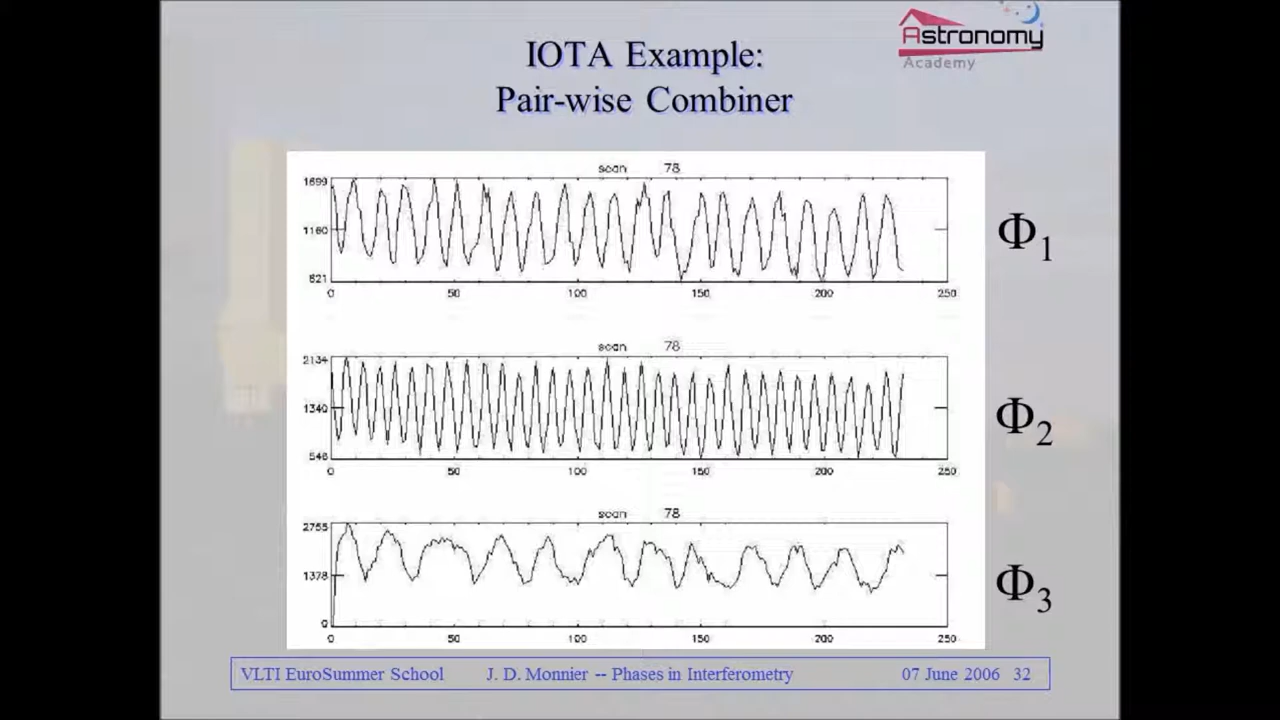 Astronomy
Academy
IOTA Example:
Pair-wise Combiner
scan 78
1699
1160
621
0 50 100 150 200 250
Φ1
scan 78
2134
1340
546
0 50 100 150 200 250
Φ2
scan 78
2755
1378
0
0 50 100 150 200 250
Φ3
VLTI EuroSummer School J. D. Monnier -- Phases in Interferometry 07 June 2006 32